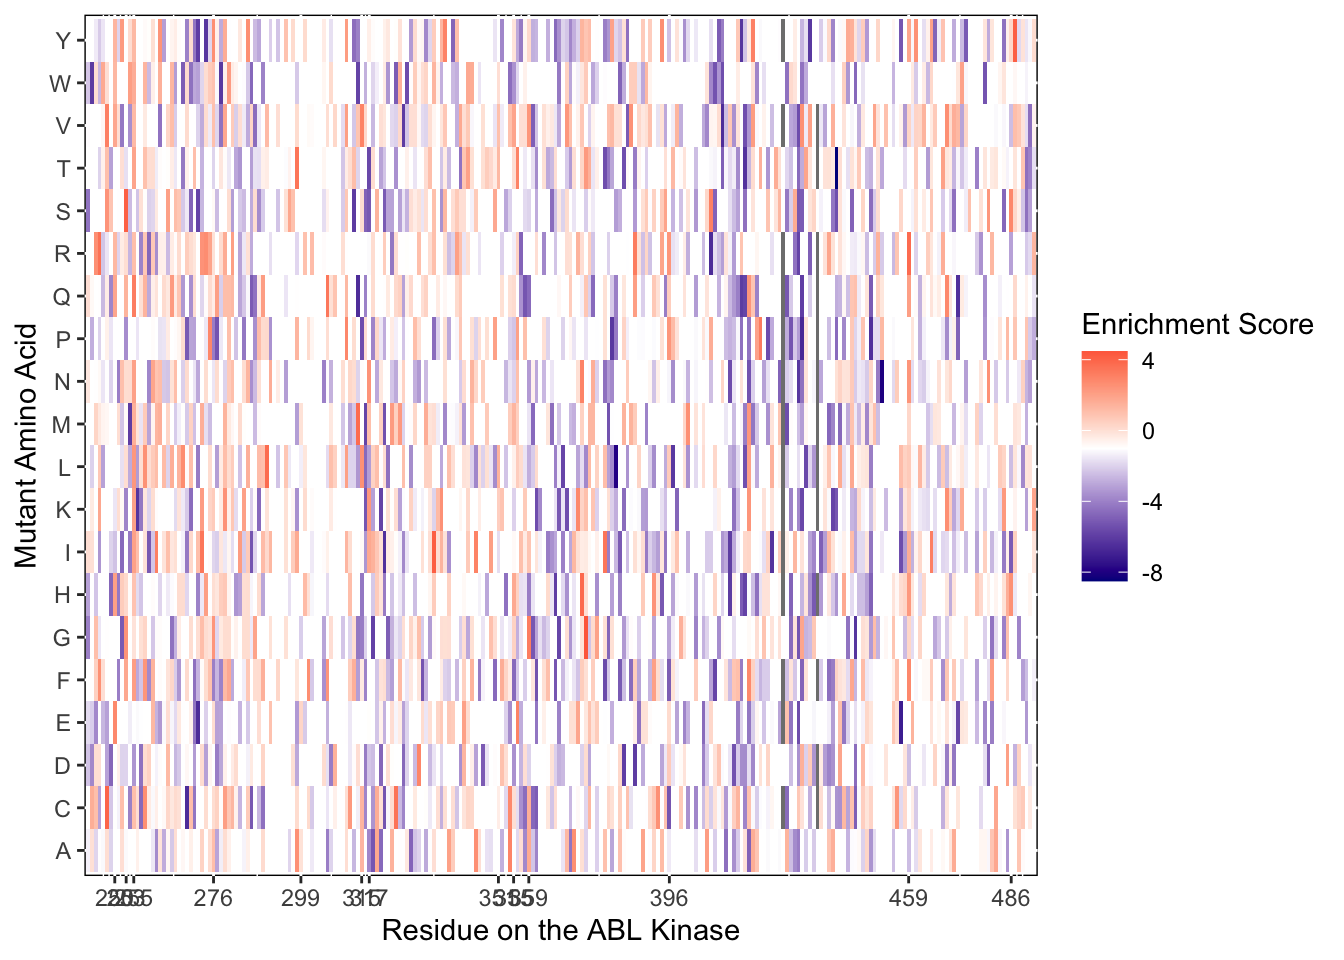 Mutant Amino Acid
Y
W
V
T
S
R
Q
P
N
M
L
K
I
H
G
F
E
D
C
A
276
299
396
459
486
Residue on the ABL Kinase
Enrichment Score
4
0
-4
-8